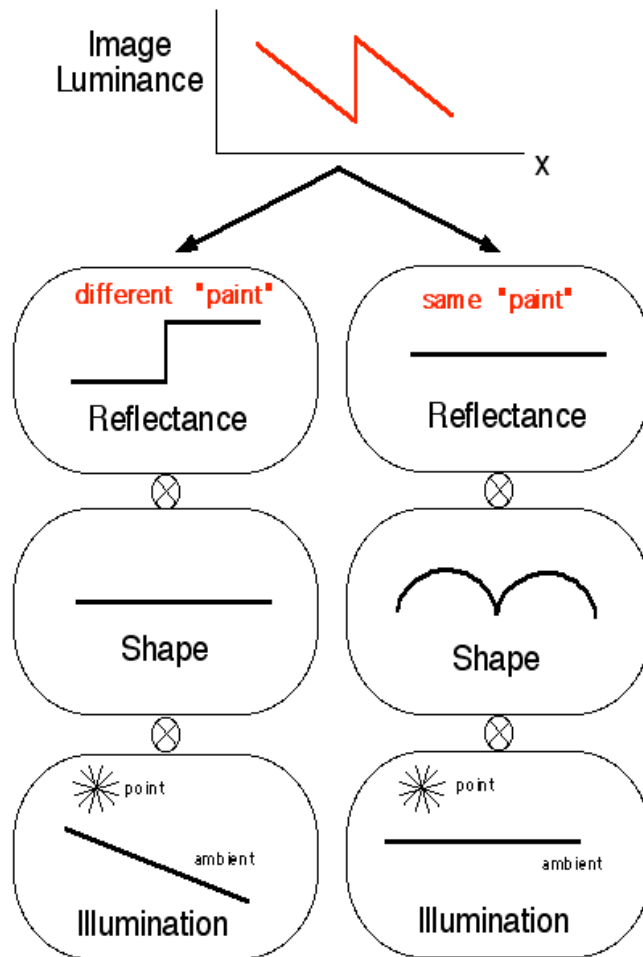 Image
Luminance
X
different "paint"
Reflectance
same "paint"
Reflectance
Shape
Shape
point
ambient
Illumination
point
ambient
Illumination